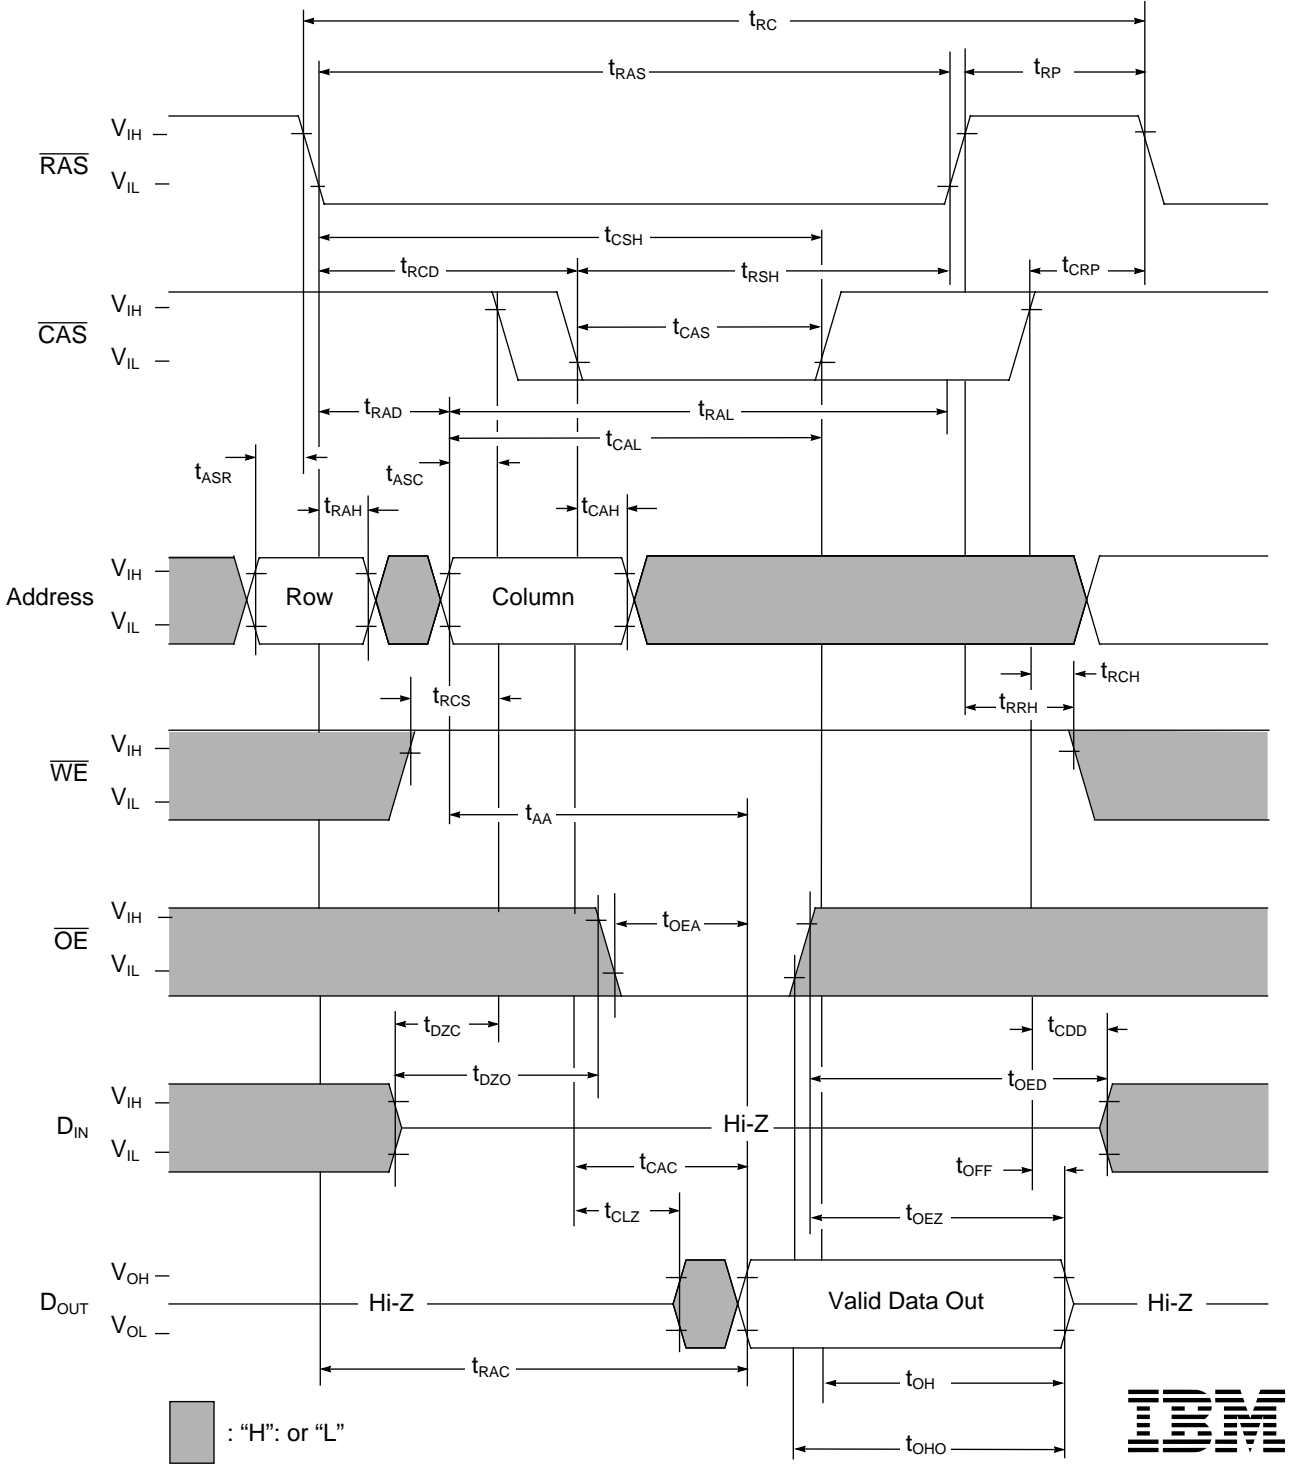 tRC
tRAS
tRP
VIH
RAS
VIL
tCSH
tRCD
tRSH
tCRP
VIH
CAS
tCAS
VIL
tRAD
tRAL
tCAL
tASR
tASC
tRAH
tCAH
VIH
Address
Row
Column
VIL
tRCH
tRCS
tRRH
VIH
WE
VIL
tAA
VIH
tOEA
OE
VIL
tDZC
tCDD
tDZO
tOED
VIH
DIN
Hi-Z
VIL
tCAC
tOFF
tCLZ
tOEZ
VOH
DOUT
Hi-Z
Valid Data Out
Hi-Z
VOL
tRAC
tOH
: “H”: or “L”
tOHO
IBM